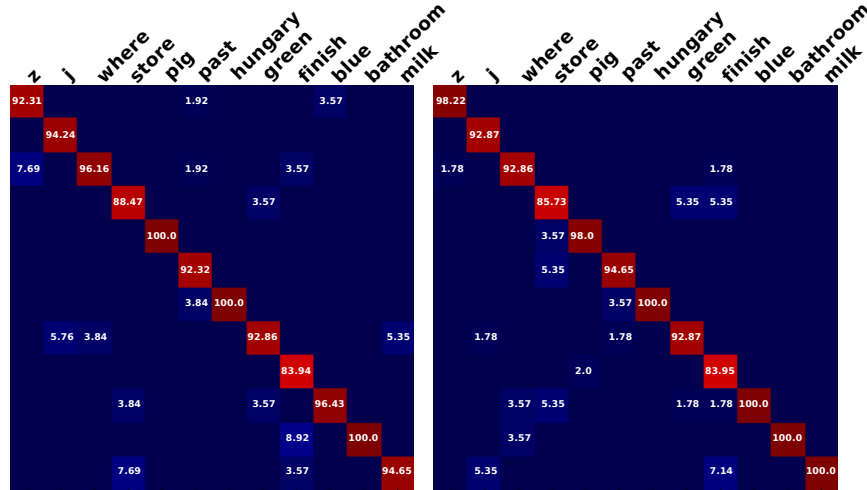 z j where store pig past hungary green finish blue bathroom milk
z j where store pig past hungary green finish blue bathroom milk
92.31 1.92 3.57 98.22
94.24 92.87
7.69 96.16 1.92 3.57 1.78 92.86 1.78
88.47 3.57 85.73 5.35 5.35
100.0 3.57 98.0
92.32 5.35 94.65
3.84 100.0 3.57 100.0
5.76 3.84 92.86 5.35 1.78 1.78 92.87
83.94 2.0 83.95
3.84 3.57 96.43 3.57 5.35 1.78 1.78 100.0
8.92 100.0 3.57 100.0
7.69 3.57 94.65 5.35 7.14 100.0